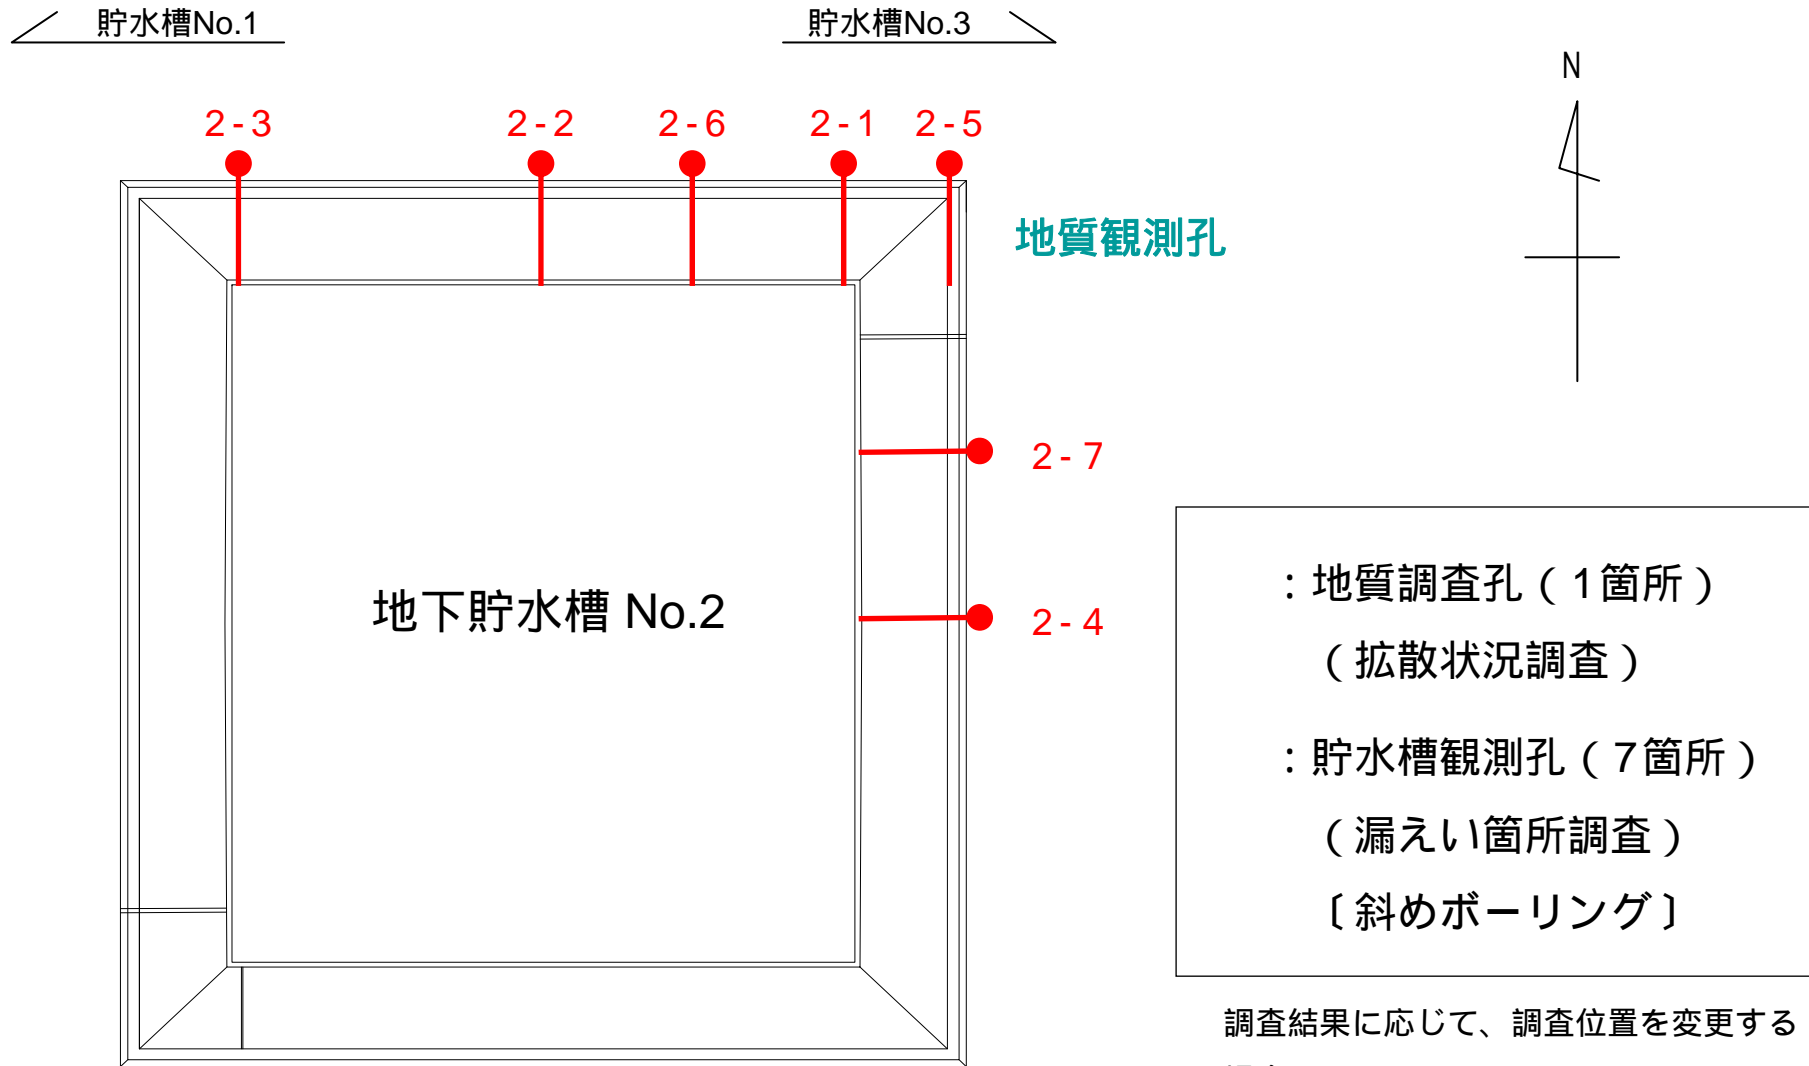 貯水槽No.1
貯水槽No.3
N
2-3
2-2
2-6
2-1
2-5
地質観測孔
2-7
2-4
地下貯水槽 No.2
：地質調査孔（1箇所）
（拡散状況調査）
：貯水槽観測孔（7箇所）
（漏えい箇所調査）
〔斜めボーリング〕
調査結果に応じて、調査位置を変更する